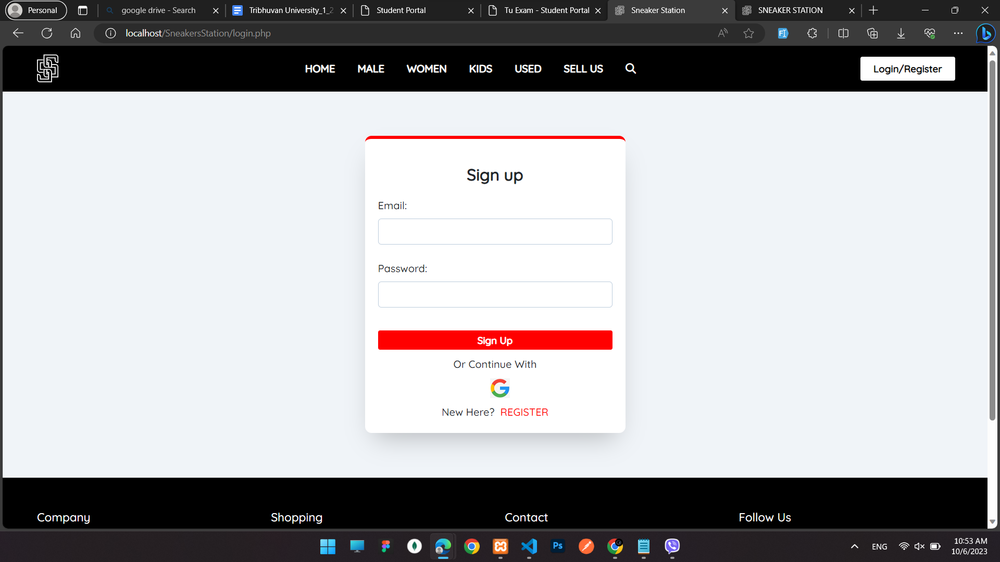 Personal
google drive - Search
Tribhuvan University_1_2
Student Portal
Tu Exam - Student Portal
Sneaker Station
SNEAKER STATION
localhost/SneakersStation/login.php
HOME
MALE
WOMEN
KIDS
USED
SELL US
Login/Register
Sign up
Email:
Password:
Sign Up
Or Continue With
New Here? REGISTER
Company
Shopping
Contact
Follow Us
Ps
ENG
10:53 AM
10/6/2023